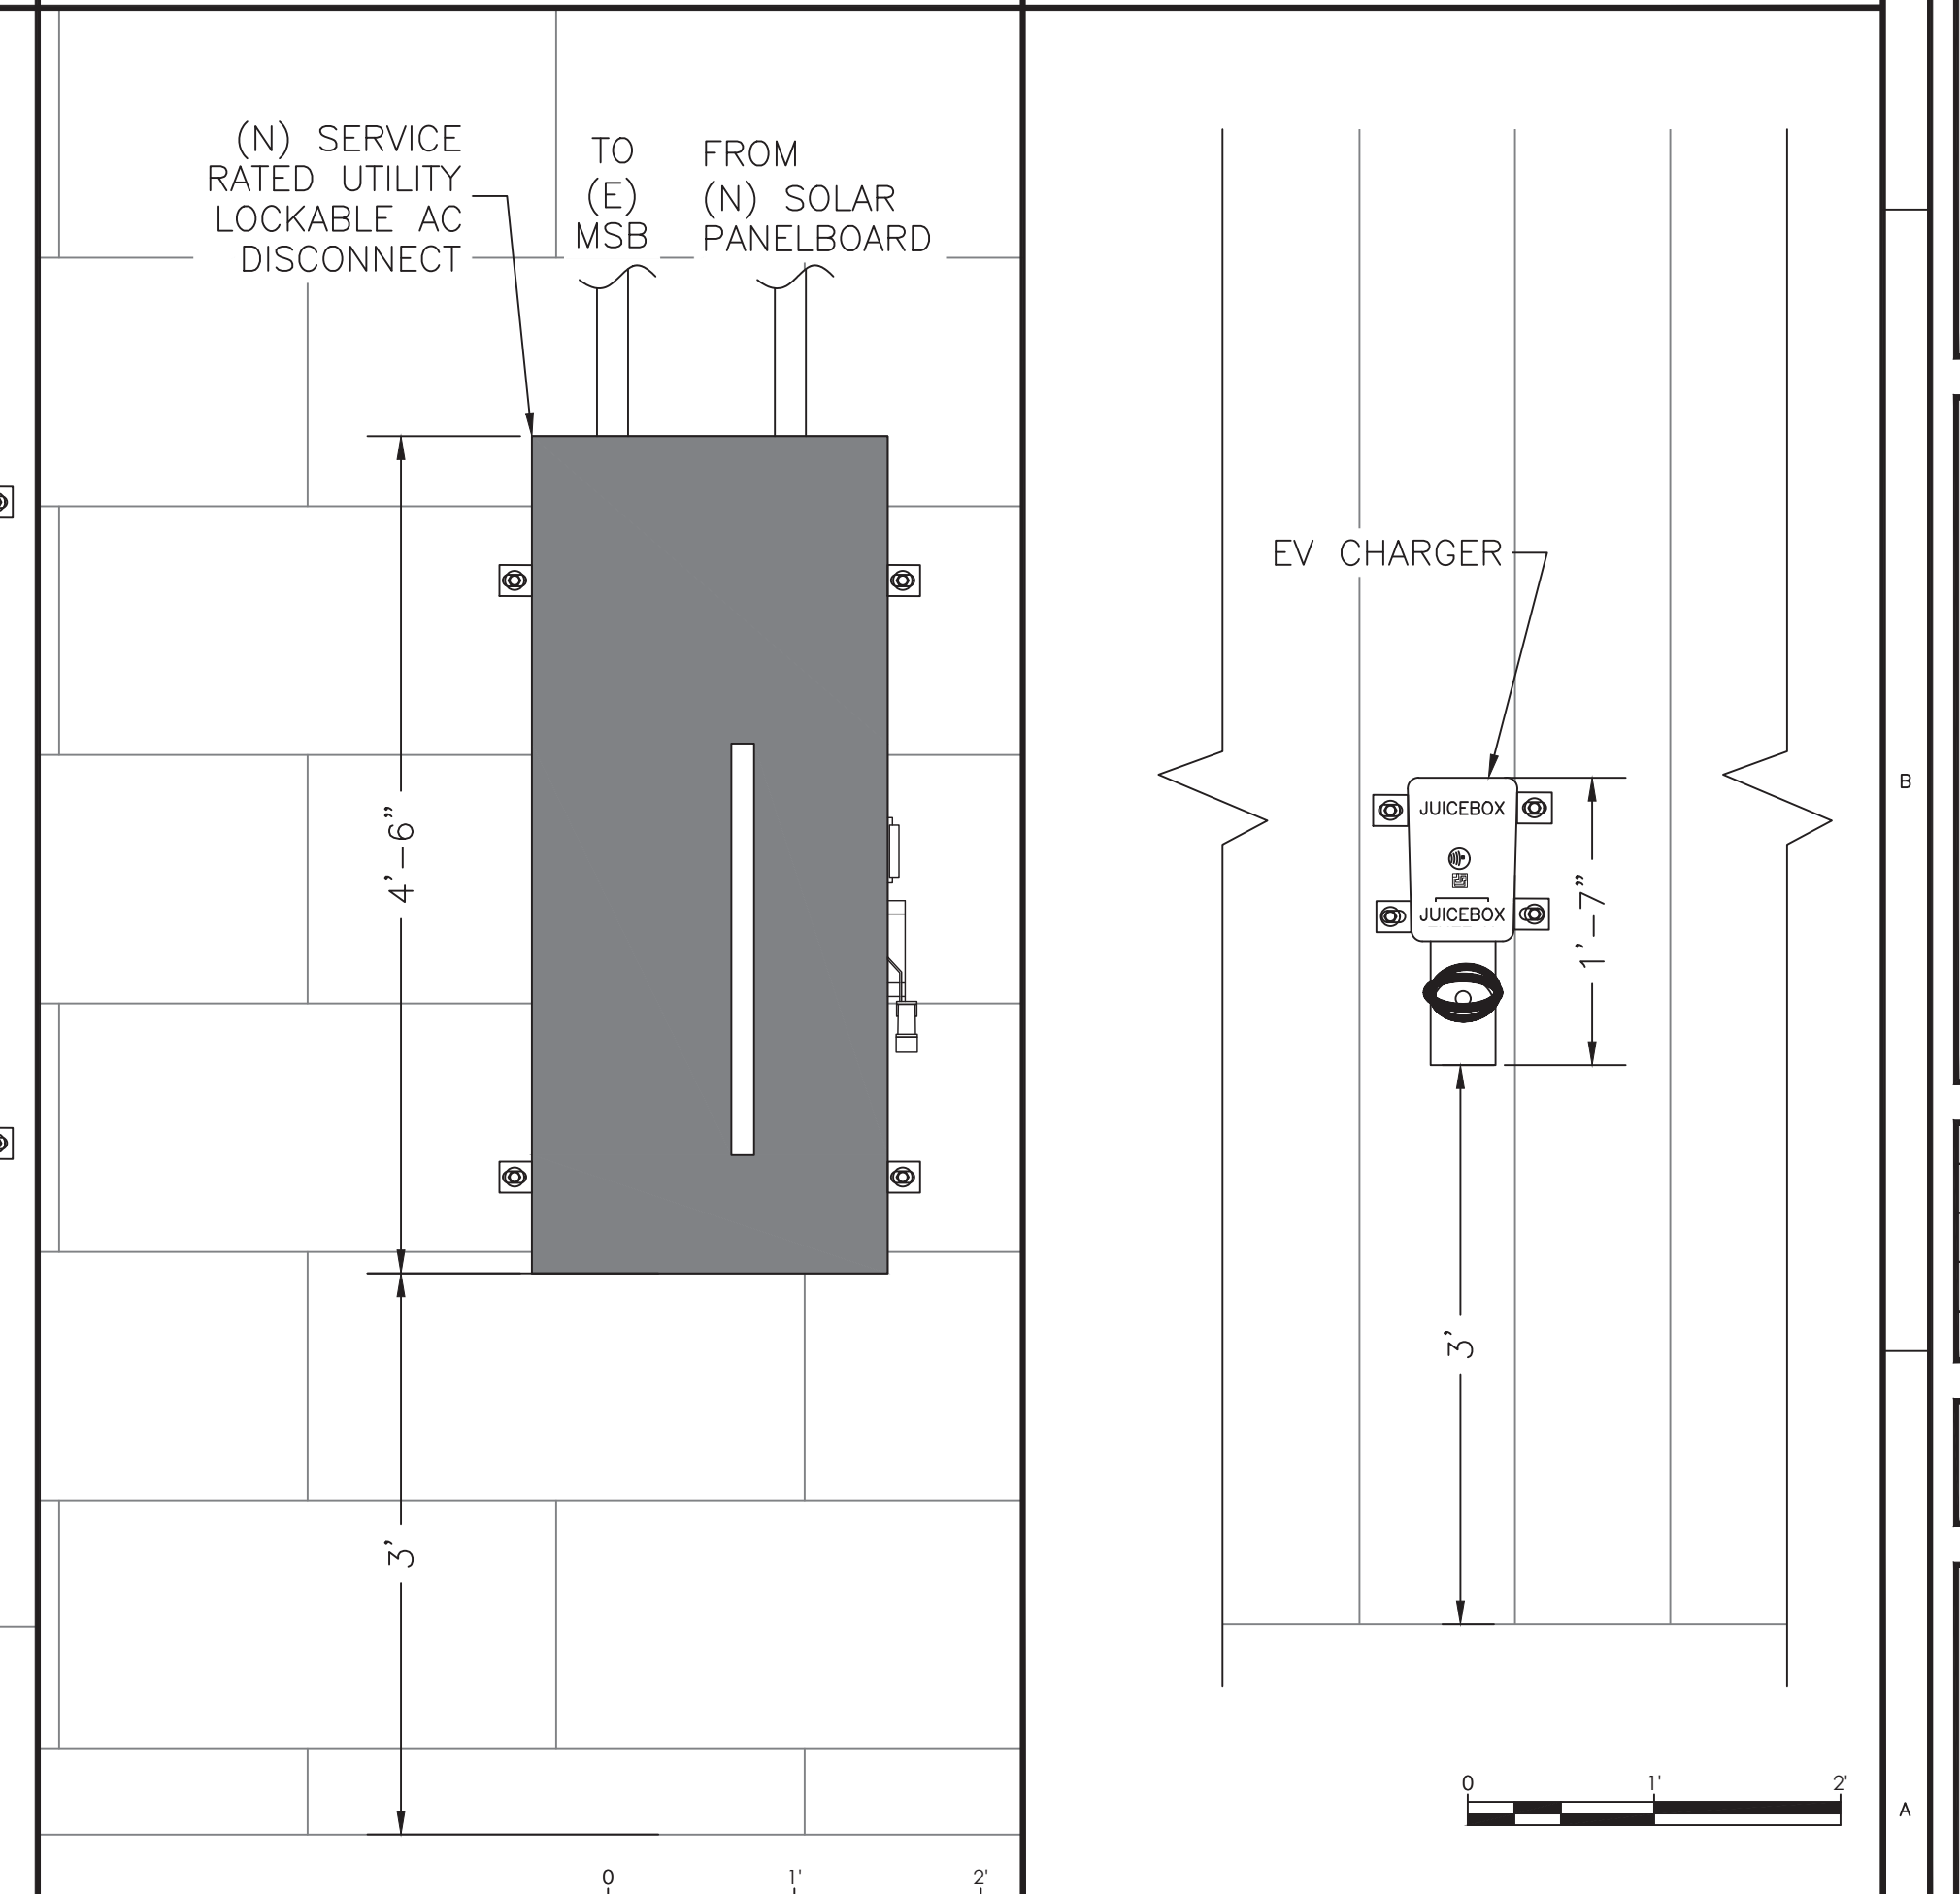 (N) SERVICE
RATED UTILITY
LOCKABLE AC
DISCONNECT
TO
(E)
MSB
FROM
(N) SOLAR
PANELBOARD
4'-6"
3'
0 1' 2'
EV CHARGER
JUICEBOX
JUICEBOX
1'-7"
3'
0 1' 2'
B
A